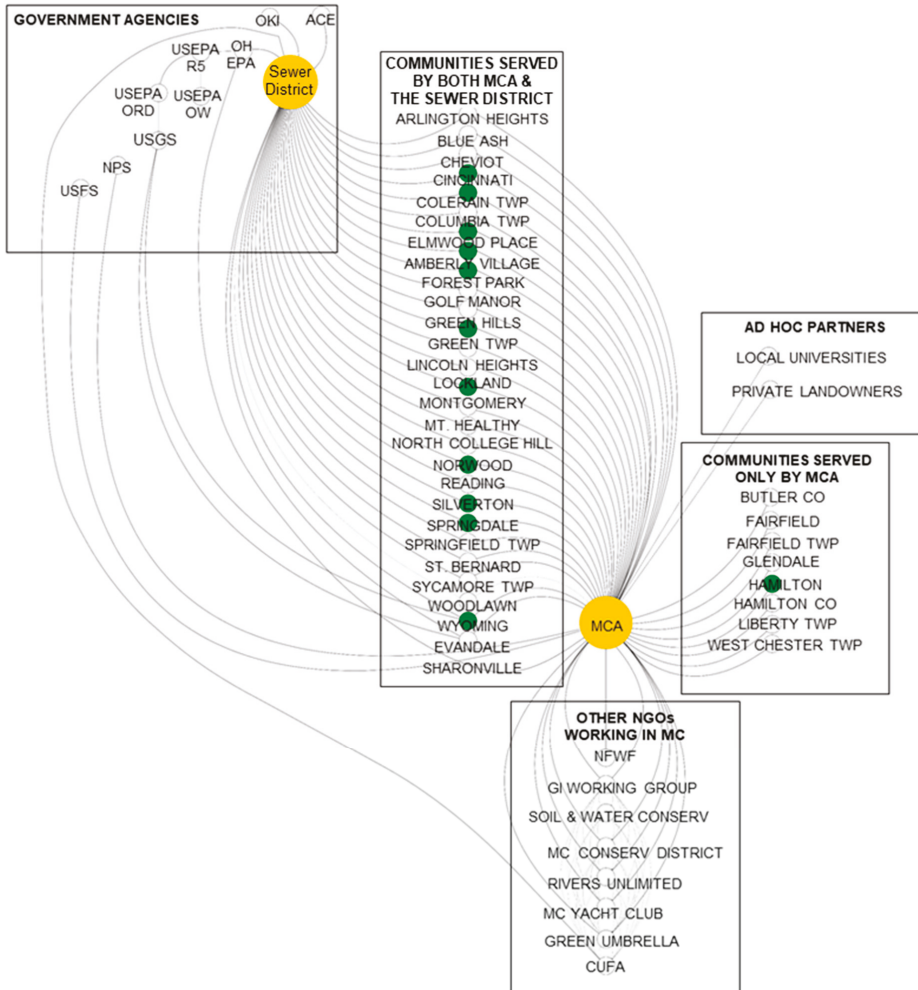 GOVERNMENT AGENCIES
OKI
ACE
USEPA
R5
OH
EPA
Sewer
District
USEPA
ORD
USEPA
OW
USGS
NPS
USFS
COMMUNITIES SERVED
BY BOTH MCA &
THE SEWER DISTRICT
ARLINGTON HEIGHTS
BLUE ASH
CHEVIOT
CINCINNATI
COLERAIN TWP
COLUMBIA TWP
ELMWOOD PLACE
AMBERLY VILLAGE
FOREST PARK
GOLF MANOR
GREEN HILLS
GREEN TWP
LINCOLN HEIGHTS
LOCKLAND
MONTGOMERY
MT. HEALTHY
NORTH COLLEGE HILL
NORWOOD
READING
SILVERTON
SPRINGDALE
SPRINGFIELD TWP
ST. BERNARD
SYCAMORE TWP
WOODLAWN
WYOMING
EVANDALE
SHARONVILLE
MCA
AD HOC PARTNERS
LOCAL UNIVERSITIES
PRIVATE LANDOWNERS
COMMUNITIES SERVED
ONLY BY MCA
BUTLER CO
FAIRFIELD
FAIRFIELD TWP
GLENDALE
HAMILTON
HAMILTON CO
LIBERTY TWP
WEST CHESTER TWP
OTHER NGOs
WORKING IN MC
NFWF
GI WORKING GROUP
SOIL & WATER CONSERV
MC CONSERV DISTRICT
RIVERS UNLIMITED
MC YACHT CLUB
GREEN UMBRELLA
CUFA